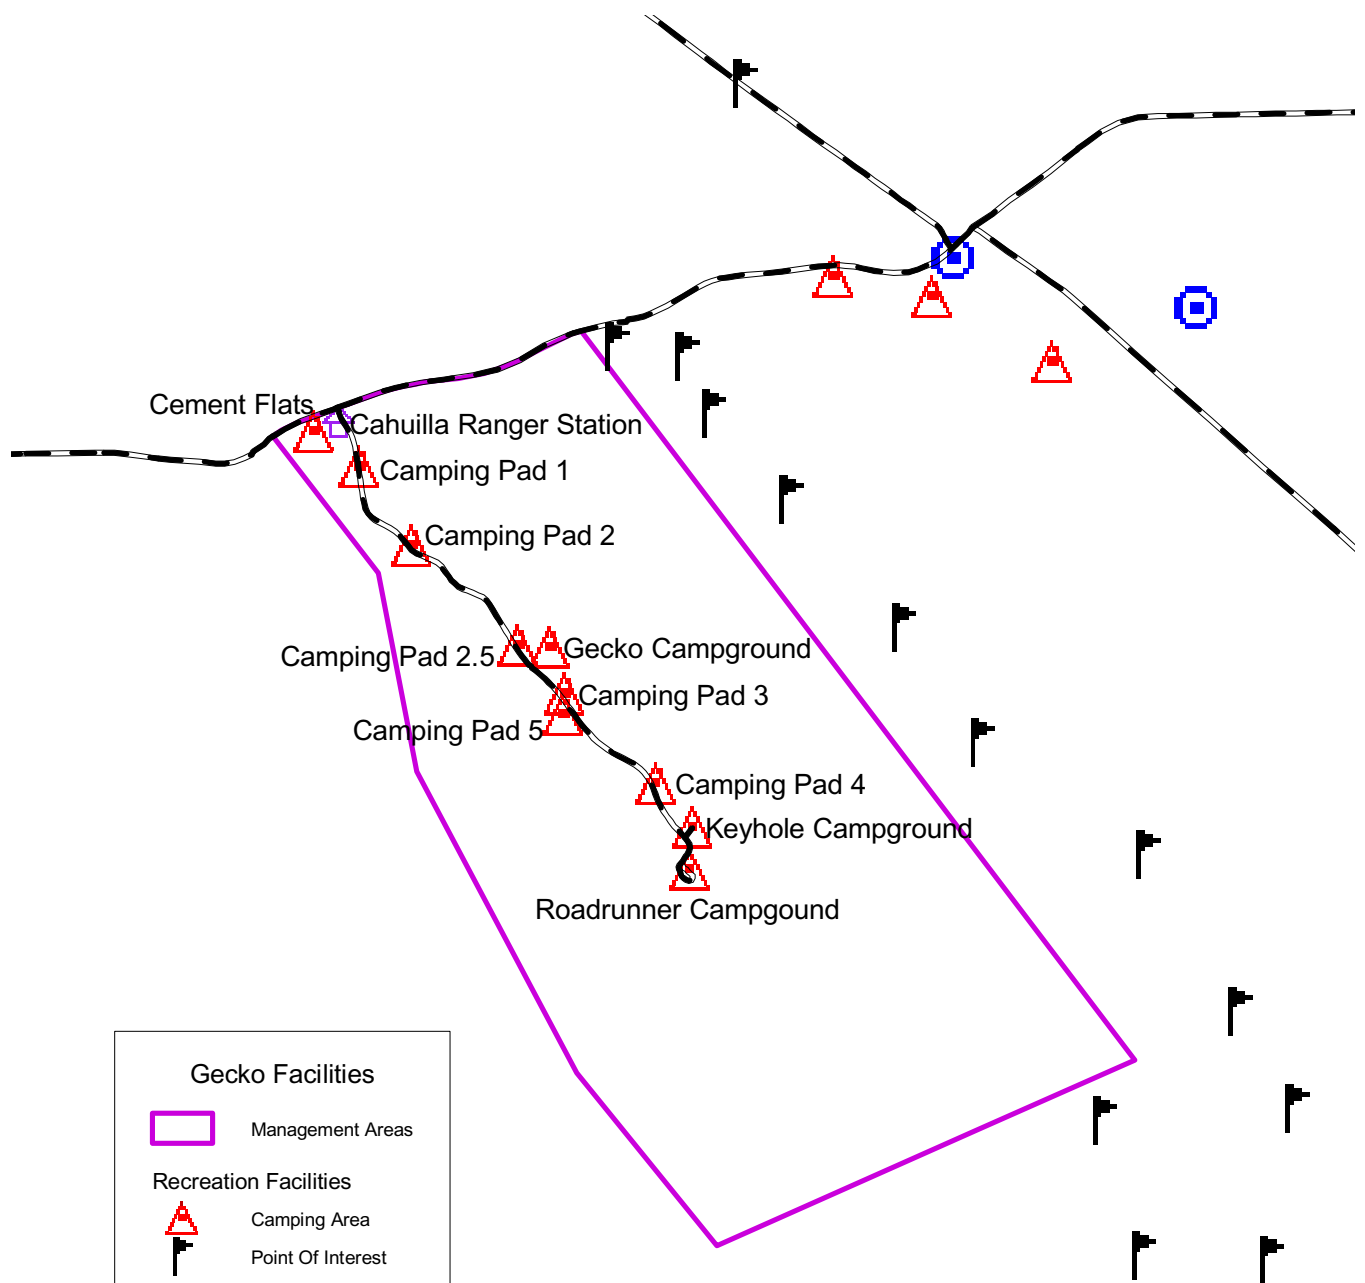 Cement Flats
Cahuilla Ranger Station
Camping Pad 1
Camping Pad 2
Camping Pad 2.5
Gecko Campground
Camping Pad 3
Camping Pad 5
Camping Pad 4
Keyhole Campground
Roadrunner Campgound
Gecko Facilities
Management Areas
Recreation Facilities
Camping Area
Point Of Interest